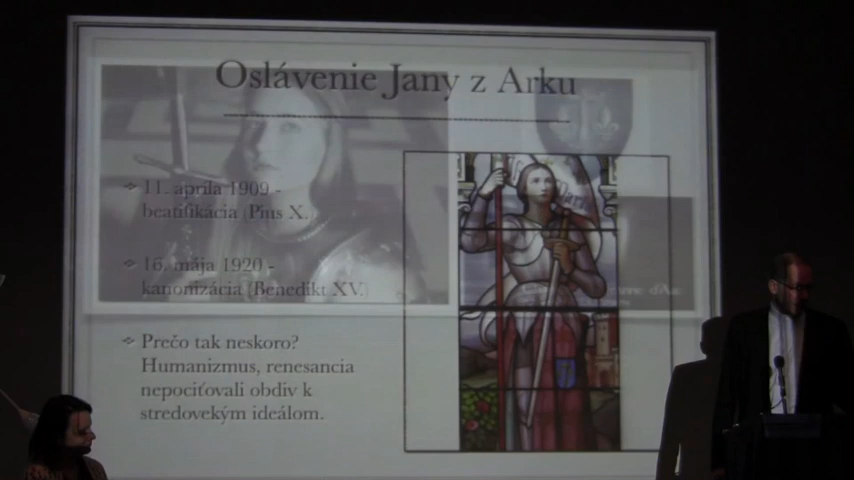 Oslávenie Jany z Arku
11. apríla 1909 -
beatifikácia (Pius X.)
16. mája 1920 -
kanonizácia (Benedikt XV.)
Prečo tak neskoro?
Humanizmus, renesancia
nepociťovali obdiv k
stredovekým ideálom.